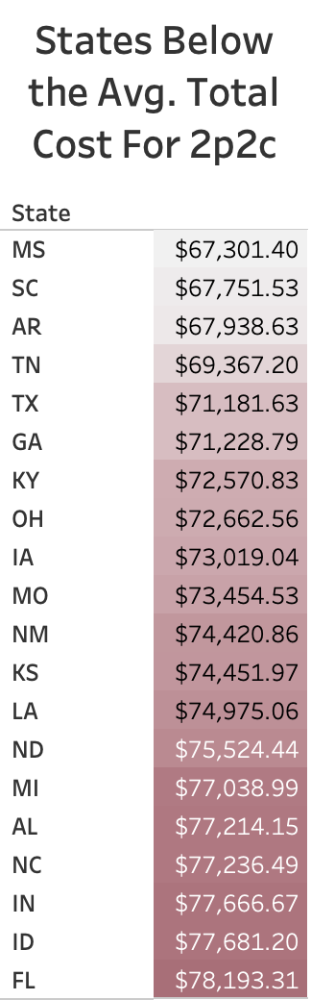 States Below
the Avg. Total
Cost For 2p2c
State
MS $67,301.40
SC $67,751.53
AR $67,938.63
TN $69,367.20
TX $71,181.63
GA $71,228.79
KY $72,570.83
OH $72,662.56
IA $73,019.04
MO $73,454.53
NM $74,420.86
KS $74,451.97
LA $74,975.06
ND $75,524.44
MI $77,038.99
AL $77,214.15
NC $77,236.49
IN $77,666.67
ID $77,681.20
FL $78,193.31